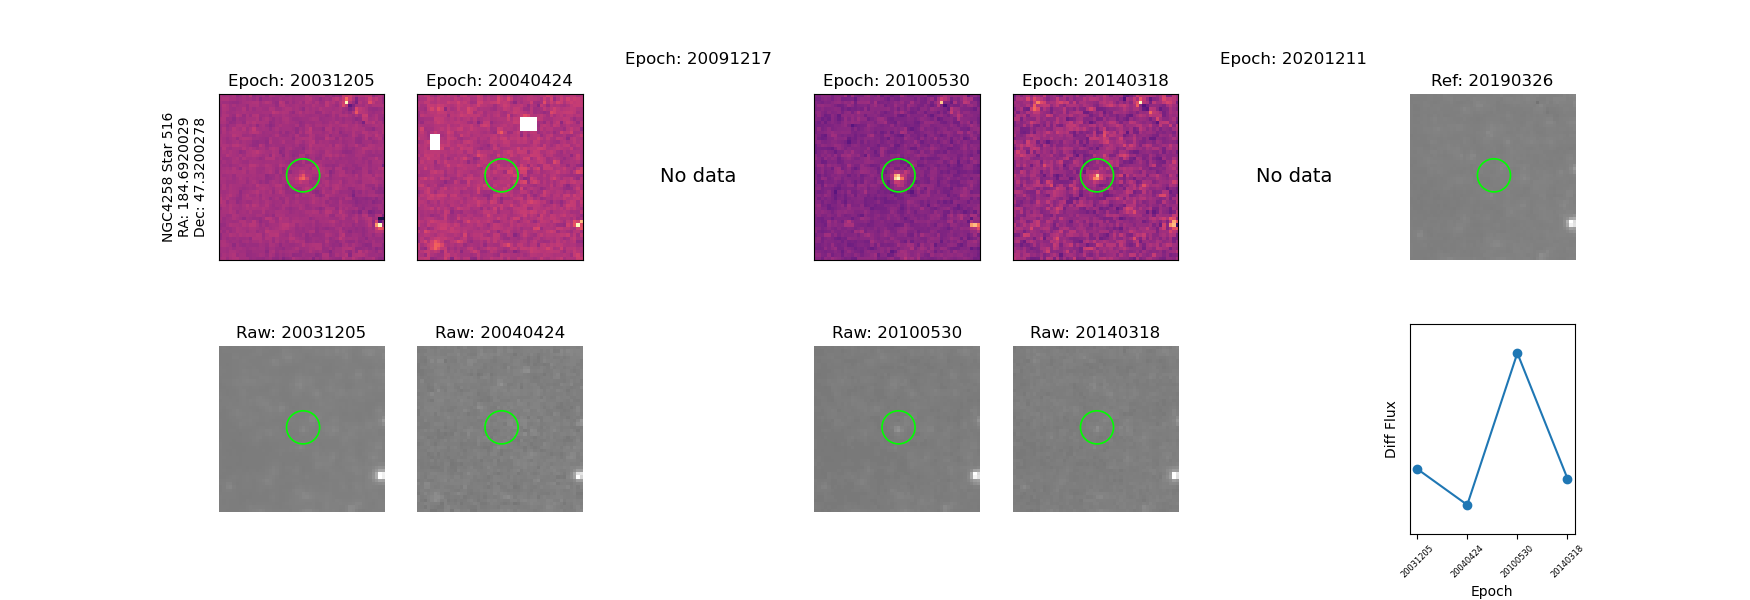 NGC4258 Star 516
RA: 184.6920029
Dec: 47.3200278
Epoch: 20031205
Epoch: 20040424
Epoch: 20091217
No data
Epoch: 20100530
Epoch: 20140318
Epoch: 20201211
No data
Ref: 20190326
Raw: 20031205
Raw: 20040424
Raw: 20100530
Raw: 20140318
Diff Flux
20031205
20040424
20100530
20140318
Epoch